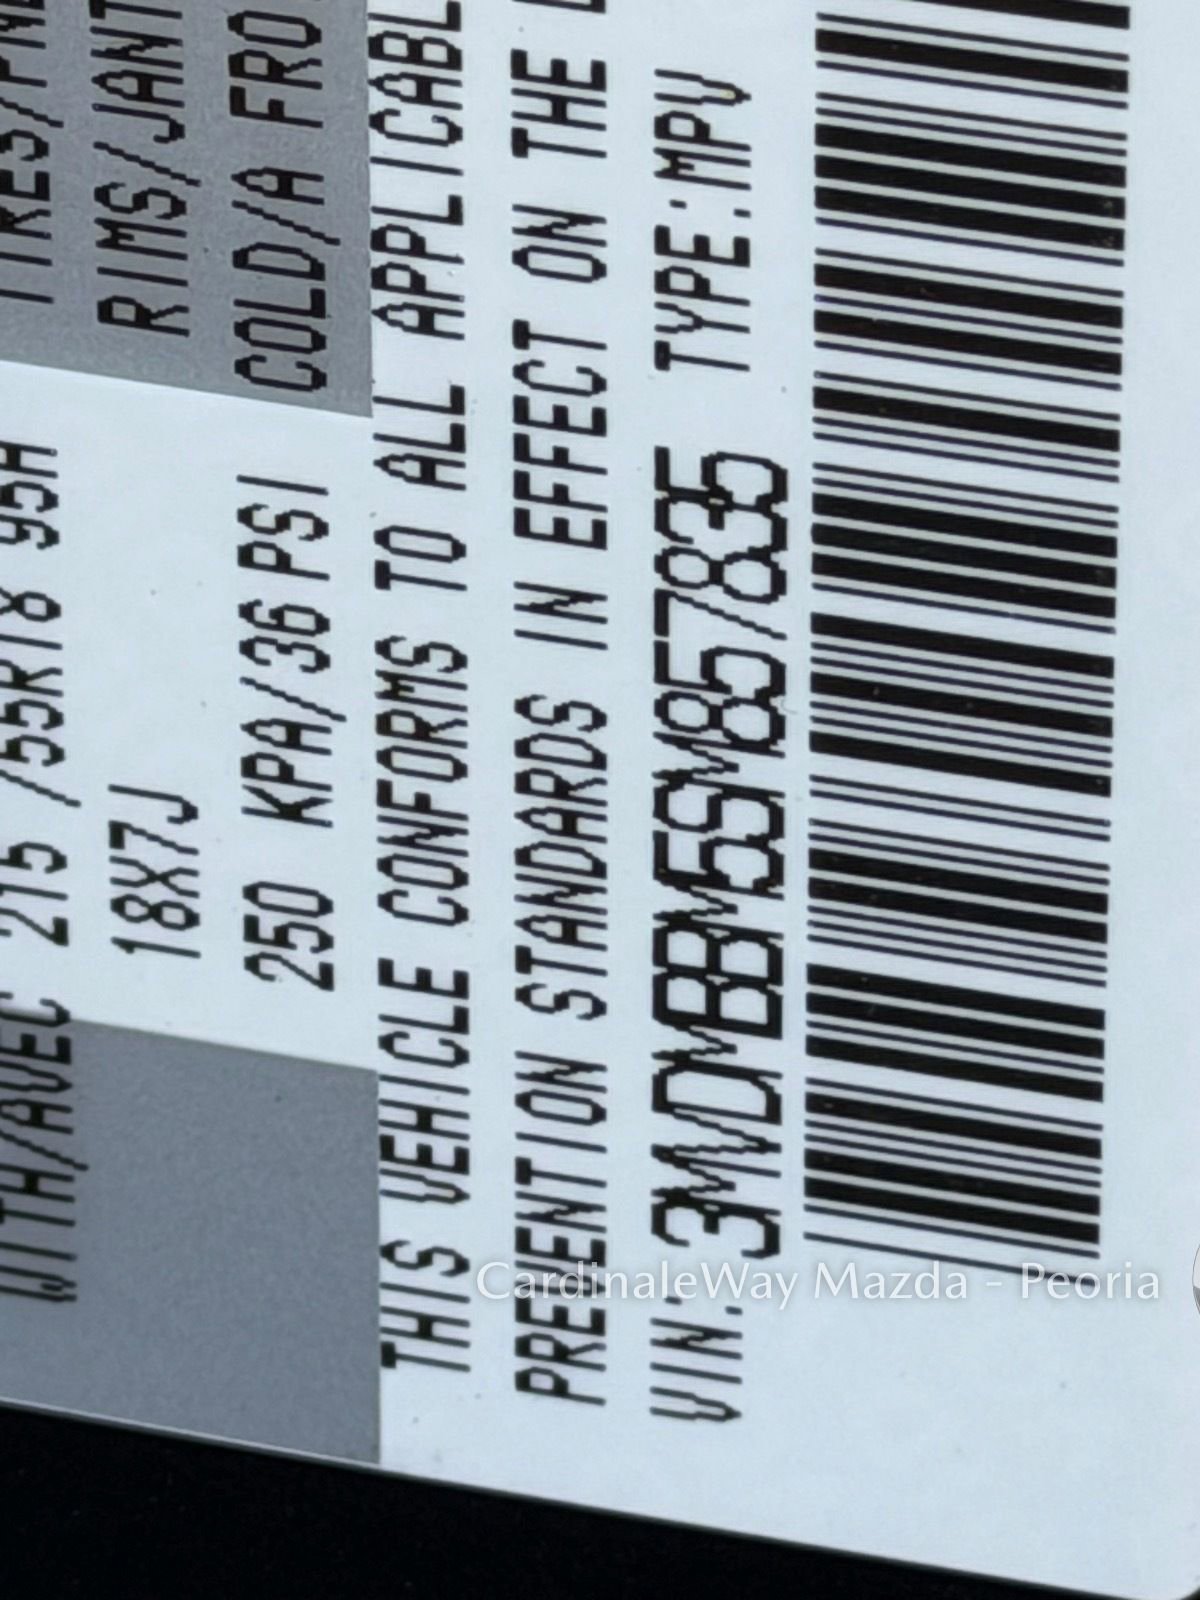 WITH/AVEC 215 /55R18 95H TIRES/PNE
18X7J RIMS/JANT
250 KPA/36 PSI COLD/A FRO
THIS VEHICLE CONFORMS TO ALL APPLICABL
PREVENTION STANDARDS IN EFFECT ON THE
VIN:3MVDMBBM5SM857835 TYPE:MPV
CardinaleWay Mazda - Peoria